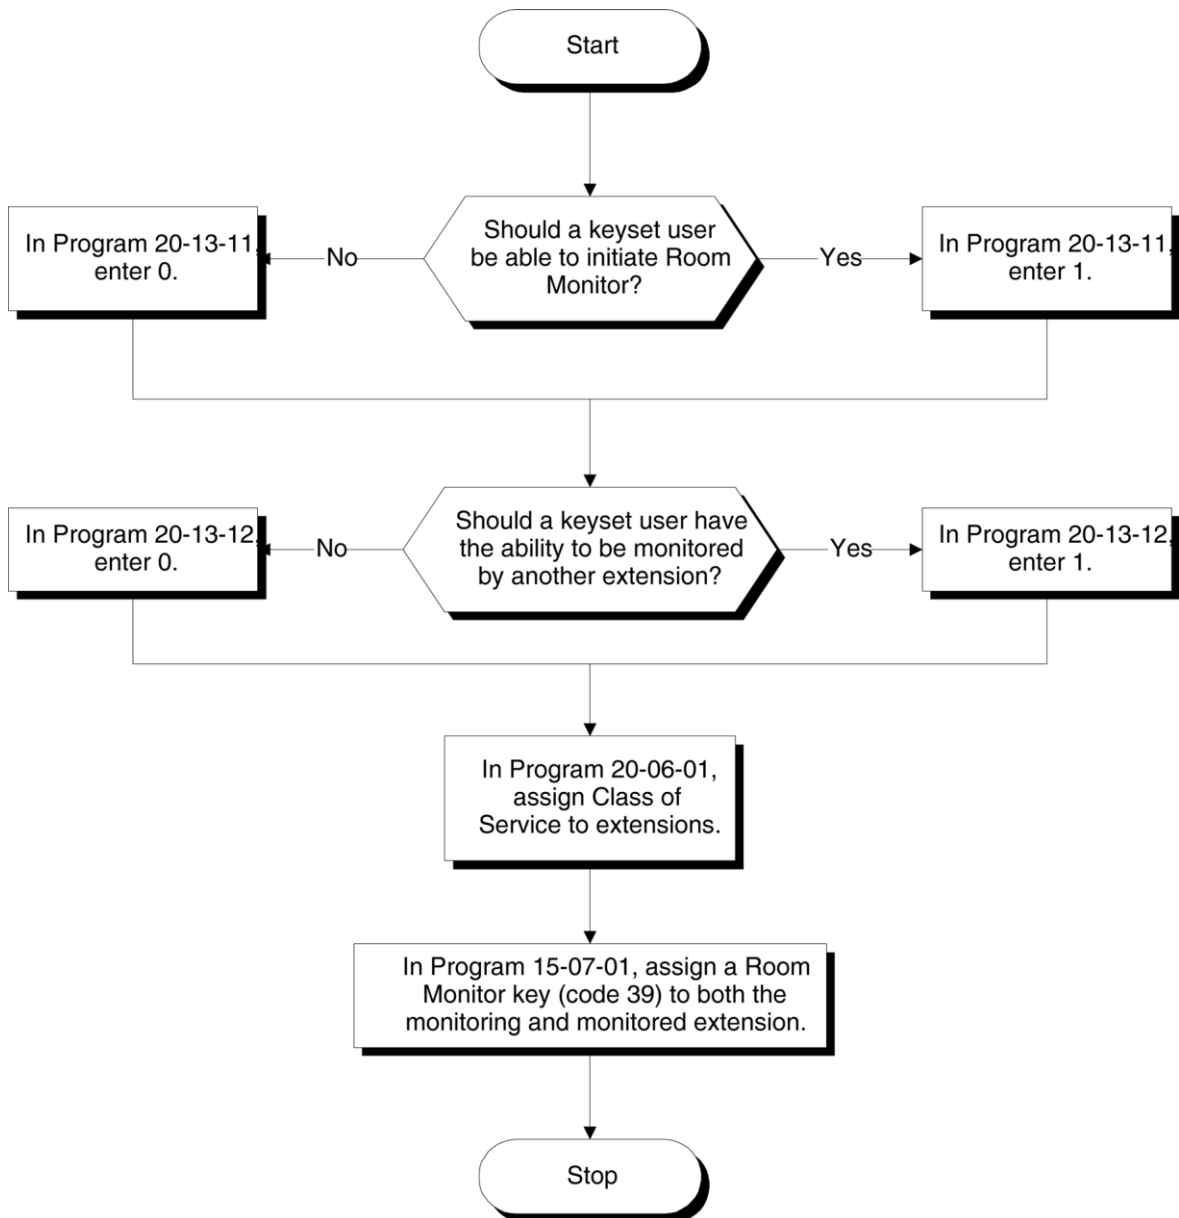 Start
Should a keyset user
be able to initiate Room
Monitor?
No
In Program 20-13-11,
enter 0.
Yes
In Program 20-13-11,
enter 1.
Should a keyset user have
the ability to be monitored
by another extension?
No
In Program 20-13-12,
enter 0.
Yes
In Program 20-13-12,
enter 1.
In Program 20-06-01,
assign Class of
Service to extensions.
In Program 15-07-01, assign a Room
Monitor key (code 39) to both the
monitoring and monitored extension.
Stop